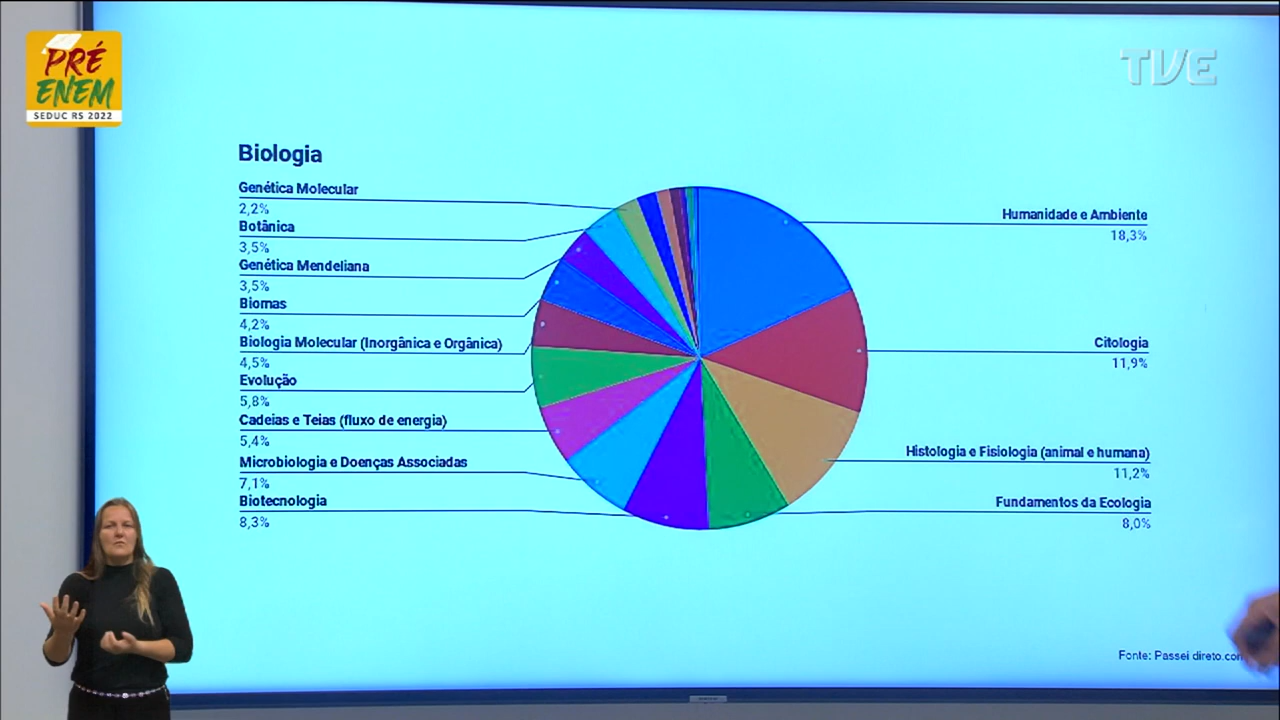 PRÉ
ENEM
SEDUC RS 2022
TVE
Biologia
Genética Molecular
2,2%
Botânica
3,5%
Genética Mendeliana
3,5%
Biomas
4,2%
Biologia Molecular (Inorgânica e Orgânica)
4,5%
Evolução
5,8%
Cadeias e Teias (fluxo de energia)
5,4%
Microbiologia e Doenças Associadas
7,1%
Biotecnologia
8,3%
Humanidade e Ambiente
18,3%
Citologia
11,9%
Histologia e Fisiologia (animal e humana)
11,2%
Fundamentos da Ecologia
8,0%
Fonte: Passei direto.com